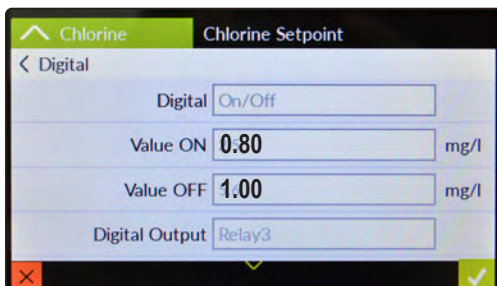 Chlorine Chlorine Setpoint
Digital
Digital On/Off
Value ON 0.80 mg/l
Value OFF 1.00 mg/l
Digital Output Relay3